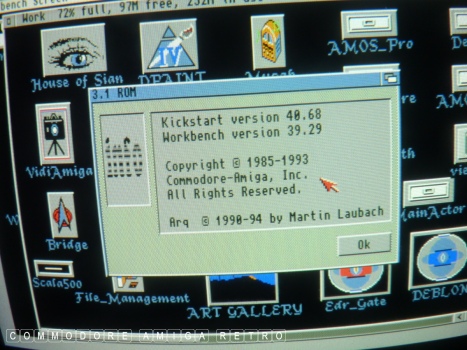 Work 72% full, 97M free, 232M in use
House of Sian
DPAINT
AMOS_Pro
3.1 ROM
Kickstart version 40.68
Workbench version 39.29
Copyright © 1985-1993
Commodore-Amiga, Inc.
All Rights Reserved.
Arq © 1990-94 by Martin Laubach
Ok
VidiAmiga
Bridge
MainActor
Scala500
File_Management
ART GALLERY
Edr_Gate
COMMODORE AMIGA RETRO